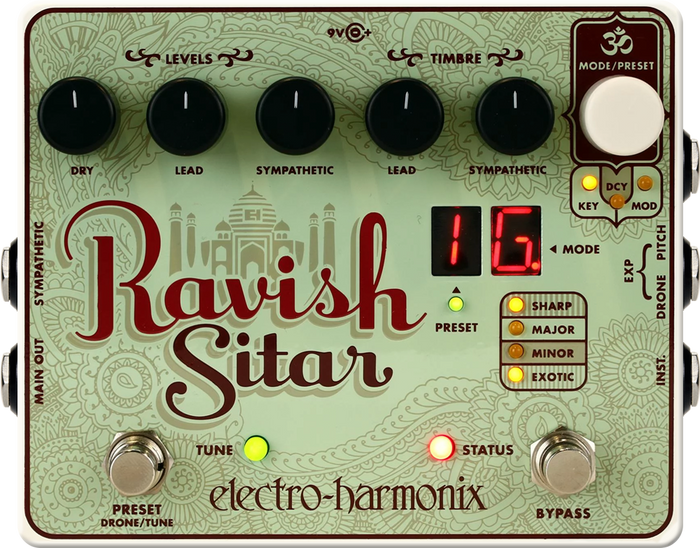 9V +
LEVELS
TIMBRE
ॐ
MODE/PRESET
DRY
LEAD
SYMPATHETIC
LEAD
SYMPATHETIC
KEY
DCY
MOD
SYMPATHETIC
MAIN OUT
Ravish
Sitar
1 G.
MODE
PRESET
EXP
PITCH
DRONE
INST.
SHARP
MAJOR
MINOR
EXOTIC
TUNE
STATUS
PRESET
DRONE/TUNE
electro-harmonix
BYPASS